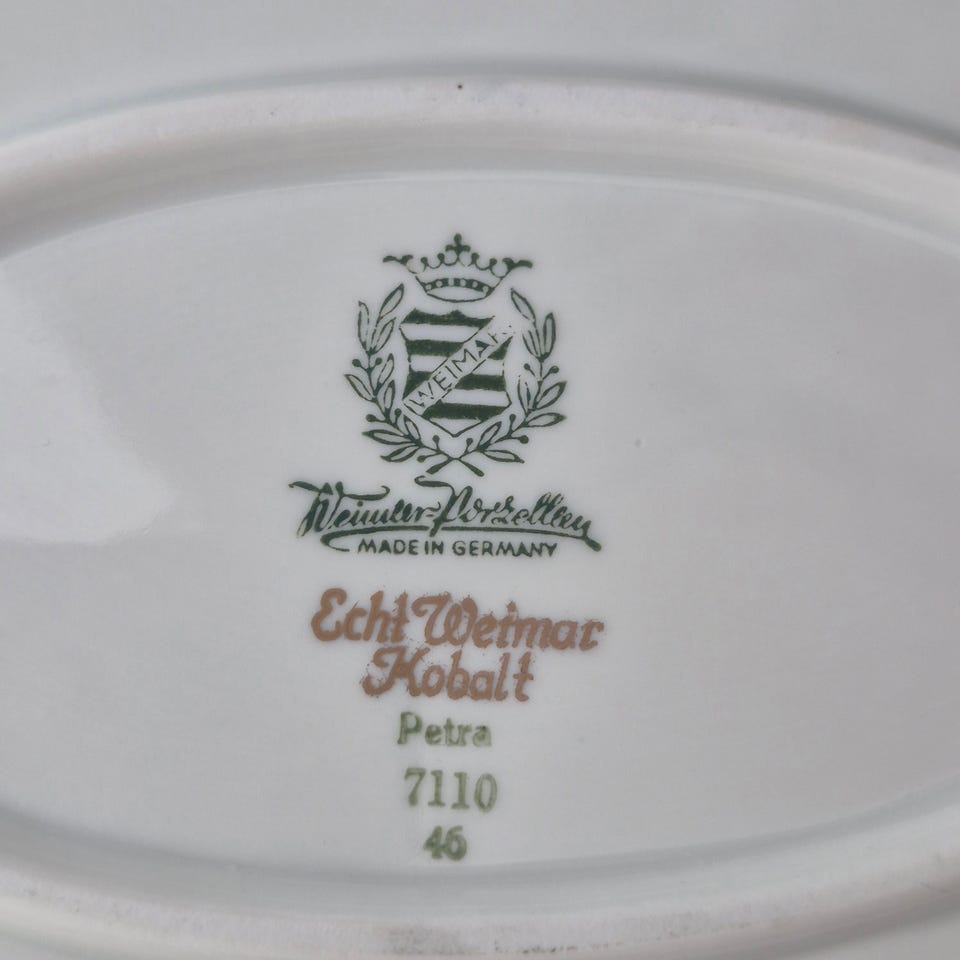 WEIMAR
Weimar-Porzellan
MADE IN GERMANY
Echt Weimar
Kobalt
Petra
7110
46